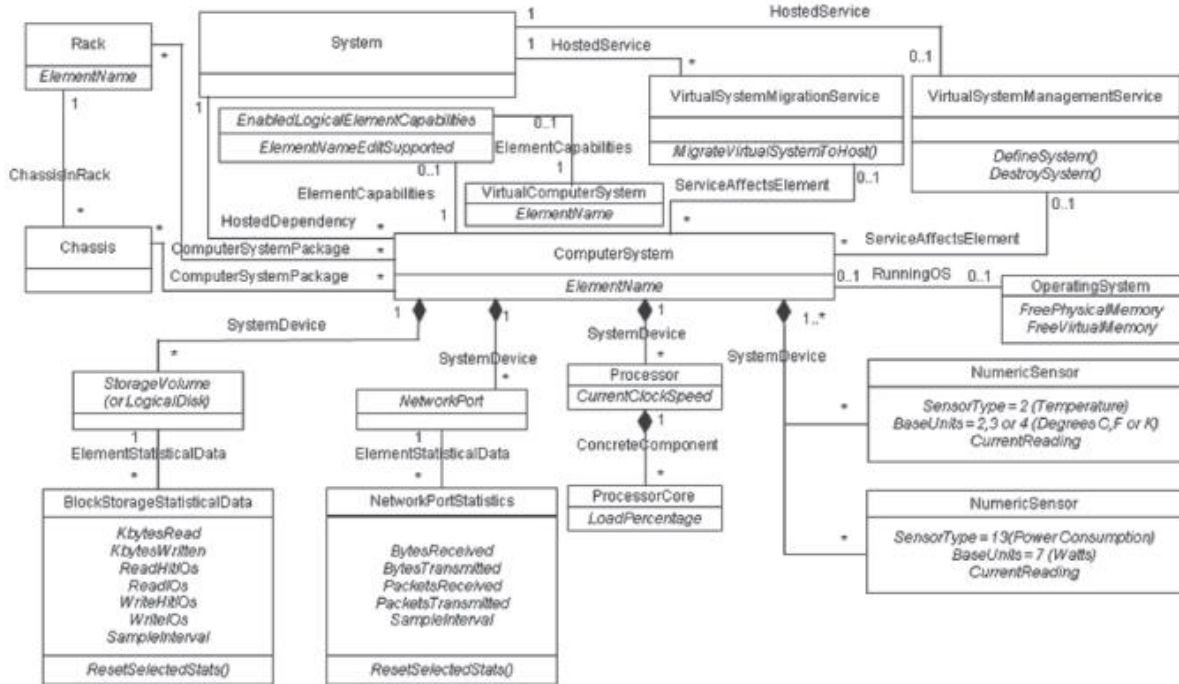 Rack
ElementName
System
1
HostedService
1
HostedService
0..1
*
*
1
1
EnabledLogicalElementCapabilities
ElementNameEditSupported
0..1
ElementCapabilities
0..1
1
VirtualSystemMigrationService
MigrateVirtualSystemToHost()
VirtualSystemManagementService
DefineSystem()
DestroySystem()
ChassisInRack
ElementCapabilities
1
VirtualComputerSystem
ElementName
ServiceAffectsElement
0..1
0..1
*
*
HostedDependency
*
*
ServiceAffectsElement
*
Chassis
ComputerSystemPackage
*
ComputerSystemPackage
*
ComputerSystem
ElementName
0..1
RunningOS
0..1
OperatingSystem
FreePhysicalMemory
FreeVirtualMemory
1
1
1
1..*
SystemDevice
SystemDevice
SystemDevice
SystemDevice
*
*
*
StorageVolume
(or LogicalDisk)
NetworkPort
Processor
CurrentClockSpeed
NumericSensor
SensorType = 2 (Temperature)
BaseUnits = 2,3 or 4 (Degrees C,F or K)
CurrentReading
*
1
ElementStatisticalData
*
1
ElementStatisticalData
*
1
ConcreteComponent
*
BlockStorageStatisticalData
KbytesRead
KbytesWritten
ReadHitIOs
ReadIOs
WriteHitIOs
WriteIOs
SampleInterval
ResetSelectedStats()
NetworkPortStatistics
BytesReceived
BytesTransmitted
PacketsReceived
PacketsTransmitted
SampleInterval
ResetSelectedStats()
ProcessorCore
LoadPercentage
NumericSensor
SensorType = 13(Power Consumption)
BaseUnits = 7 (Watts)
CurrentReading
*